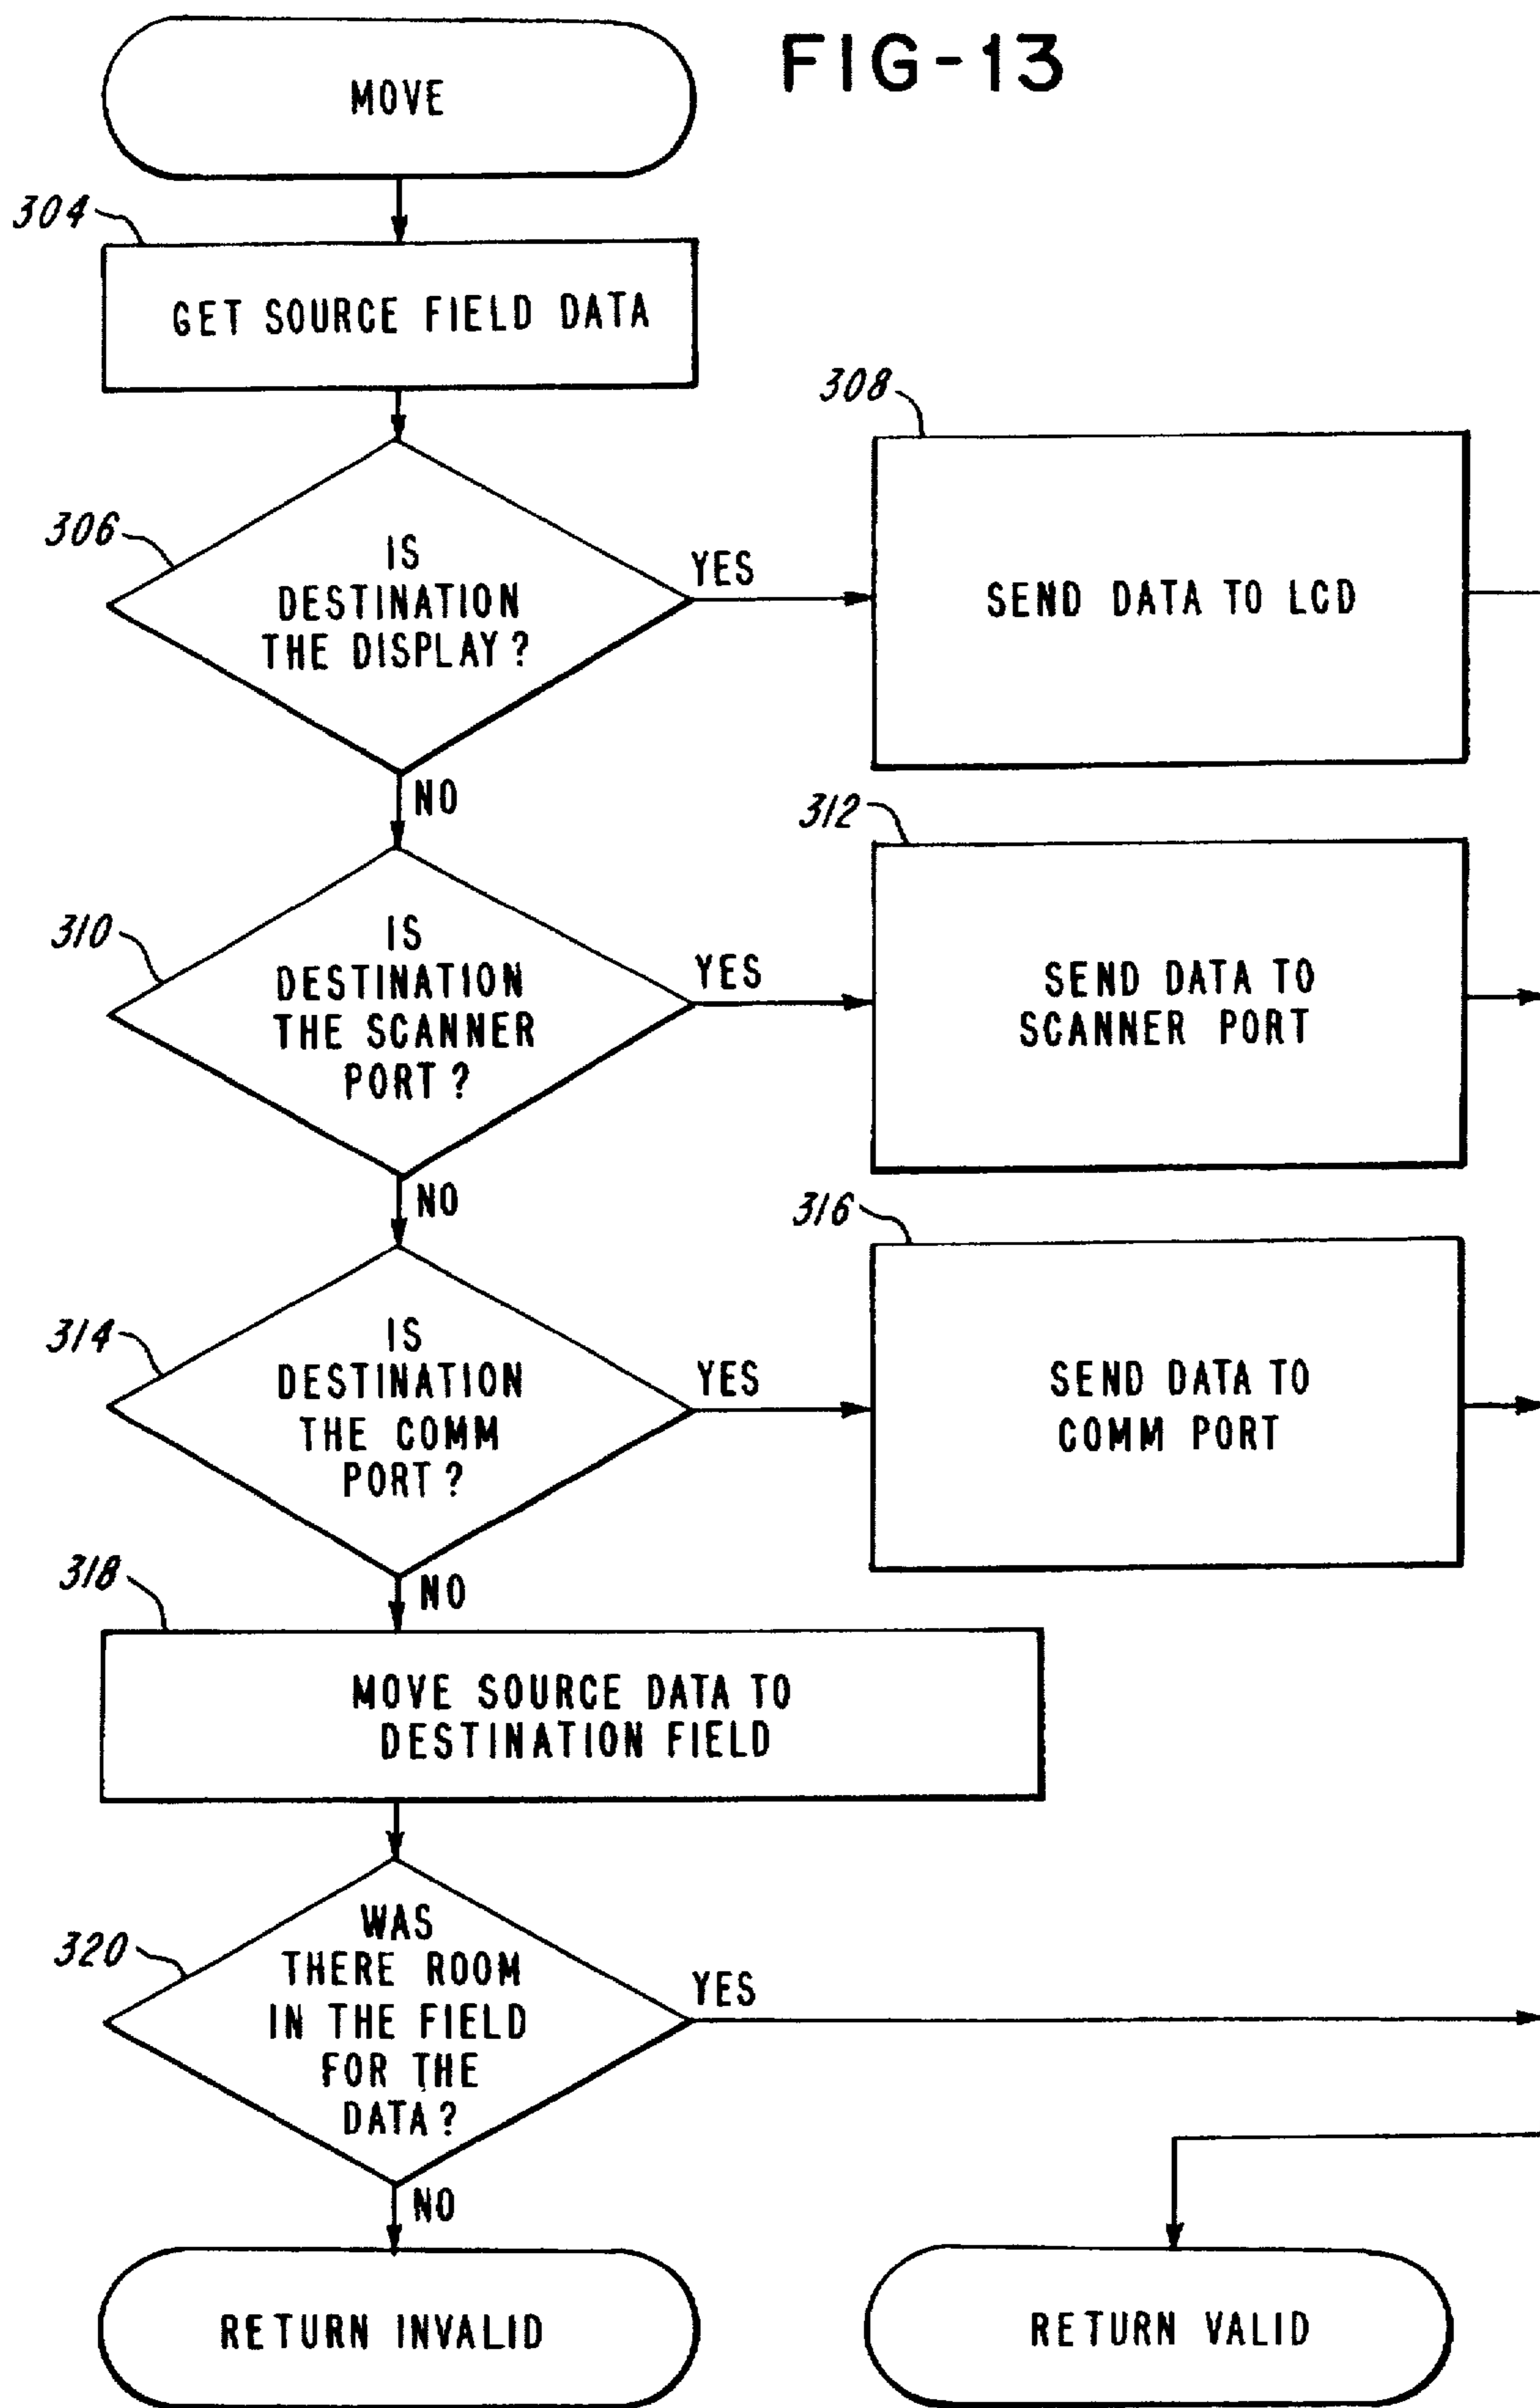 FIG-13
MOVE
304
GET SOURCE FIELD DATA
306
IS
DESTINATION
THE DISPLAY?
YES
308
SEND DATA TO LCD
NO
310
IS
DESTINATION
THE SCANNER
PORT?
YES
312
SEND DATA TO
SCANNER PORT
NO
314
IS
DESTINATION
THE COMM
PORT?
YES
316
SEND DATA TO
COMM PORT
NO
318
MOVE SOURCE DATA TO
DESTINATION FIELD
320
WAS
THERE ROOM
IN THE FIELD
FOR THE
DATA?
YES
NO
RETURN INVALID
RETURN VALID